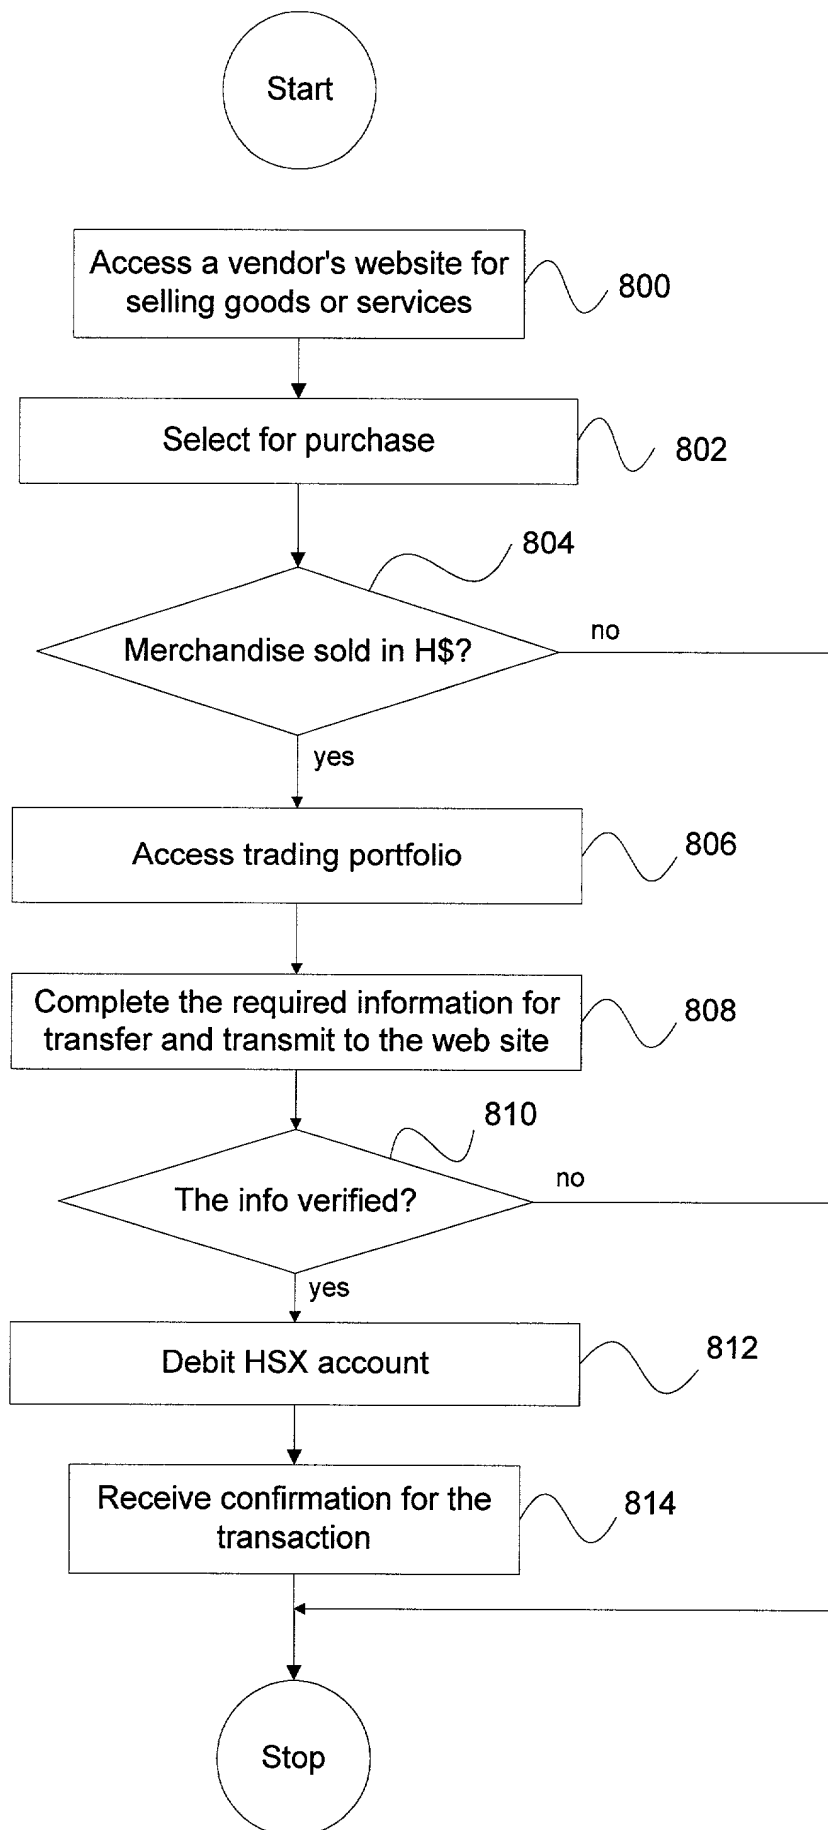 Start
Access a vendor's website for
selling goods or services
800
Select for purchase
802
804
Merchandise sold in H$?
no
yes
Access trading portfolio
806
Complete the required information for
transfer and transmit to the web site
808
810
The info verified?
no
yes
Debit HSX account
812
Receive confirmation for the
transaction
814
Stop